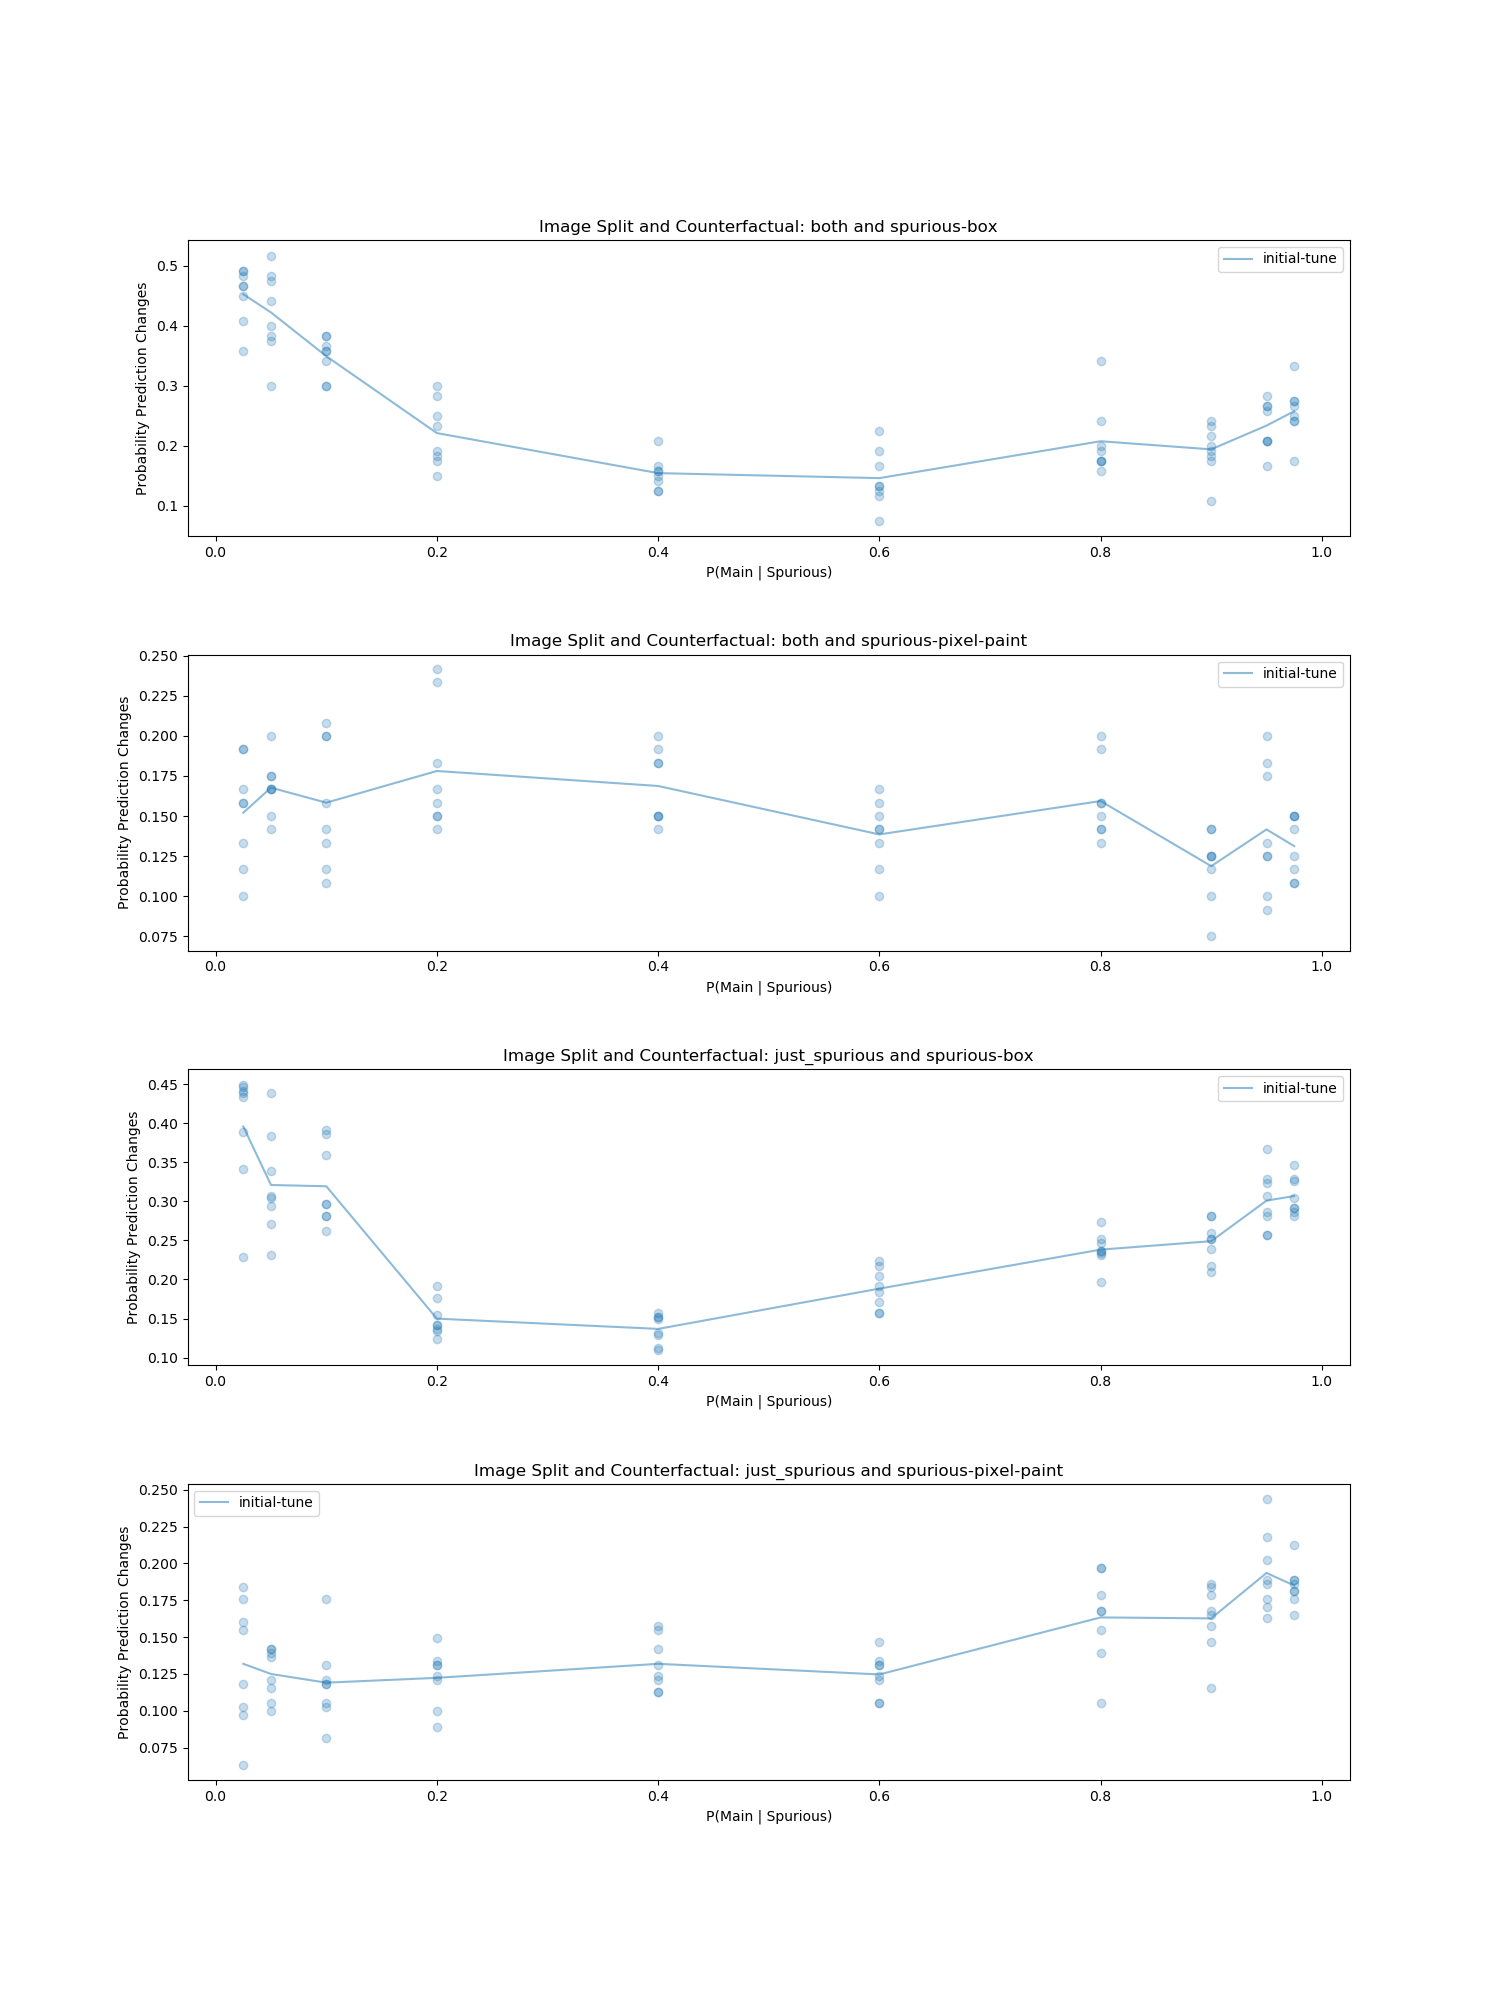 Image Split and Counterfactual: both and spurious-box
initial-tune
Probability Prediction Changes
0.5
0.4
0.3
0.2
0.1
0.0 0.2 0.4 0.6 0.8 1.0
P(Main | Spurious)
Image Split and Counterfactual: both and spurious-pixel-paint
initial-tune
Probability Prediction Changes
0.250
0.225
0.200
0.175
0.150
0.125
0.100
0.075
0.0 0.2 0.4 0.6 0.8 1.0
P(Main | Spurious)
Image Split and Counterfactual: just_spurious and spurious-box
initial-tune
Probability Prediction Changes
0.45
0.40
0.35
0.30
0.25
0.20
0.15
0.10
0.0 0.2 0.4 0.6 0.8 1.0
P(Main | Spurious)
Image Split and Counterfactual: just_spurious and spurious-pixel-paint
initial-tune
Probability Prediction Changes
0.250
0.225
0.200
0.175
0.150
0.125
0.100
0.075
0.0 0.2 0.4 0.6 0.8 1.0
P(Main | Spurious)